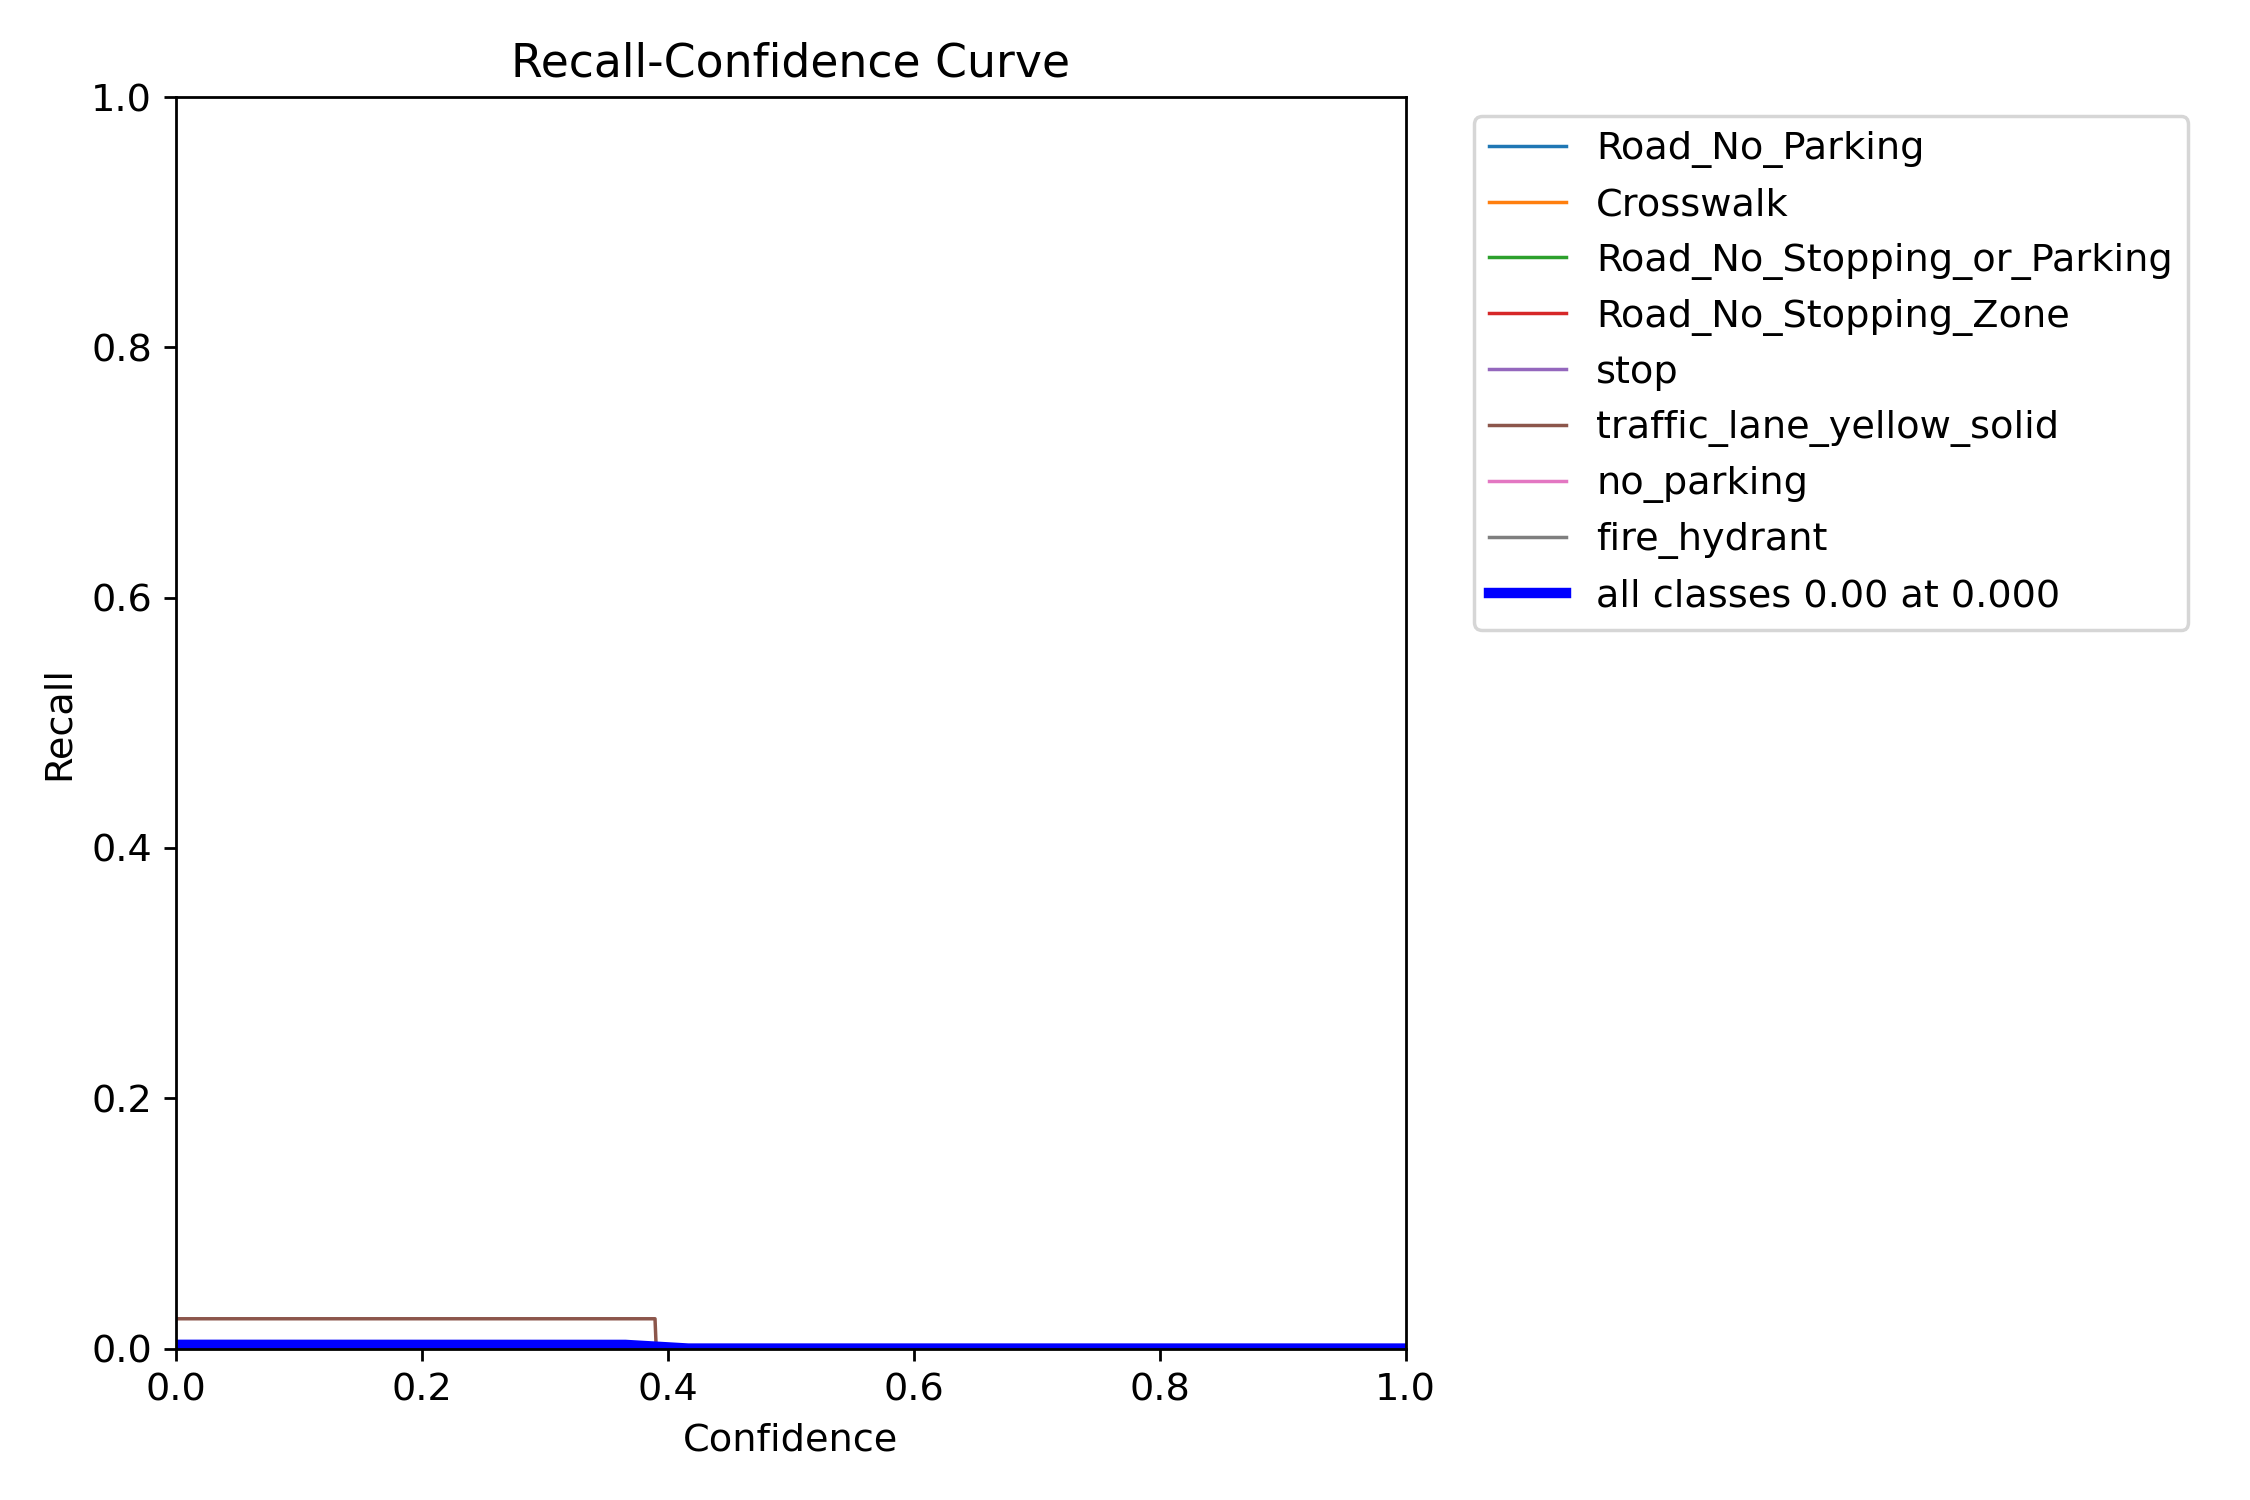 Recall-Confidence Curve
1.0
0.8
0.6
0.4
0.2
0.0
Recall
0.0 0.2 0.4 0.6 0.8 1.0
Confidence
Road_No_Parking
Crosswalk
Road_No_Stopping_or_Parking
Road_No_Stopping_Zone
stop
traffic_lane_yellow_solid
no_parking
fire_hydrant
all classes 0.00 at 0.000